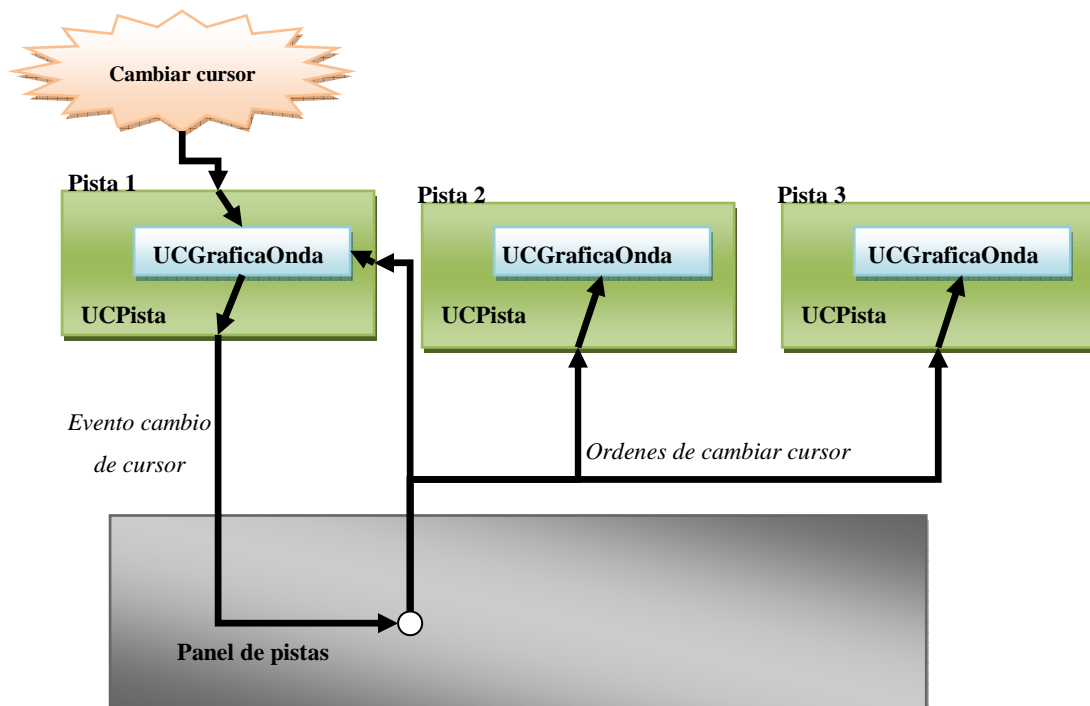 Cambiar cursor
Pista 1
Pista 2
Pista 3
UCGraficaOnda
UCGraficaOnda
UCGraficaOnda
UCPista
UCPista
UCPista
Evento cambio
de cursor
Ordenes de cambiar cursor
Panel de pistas